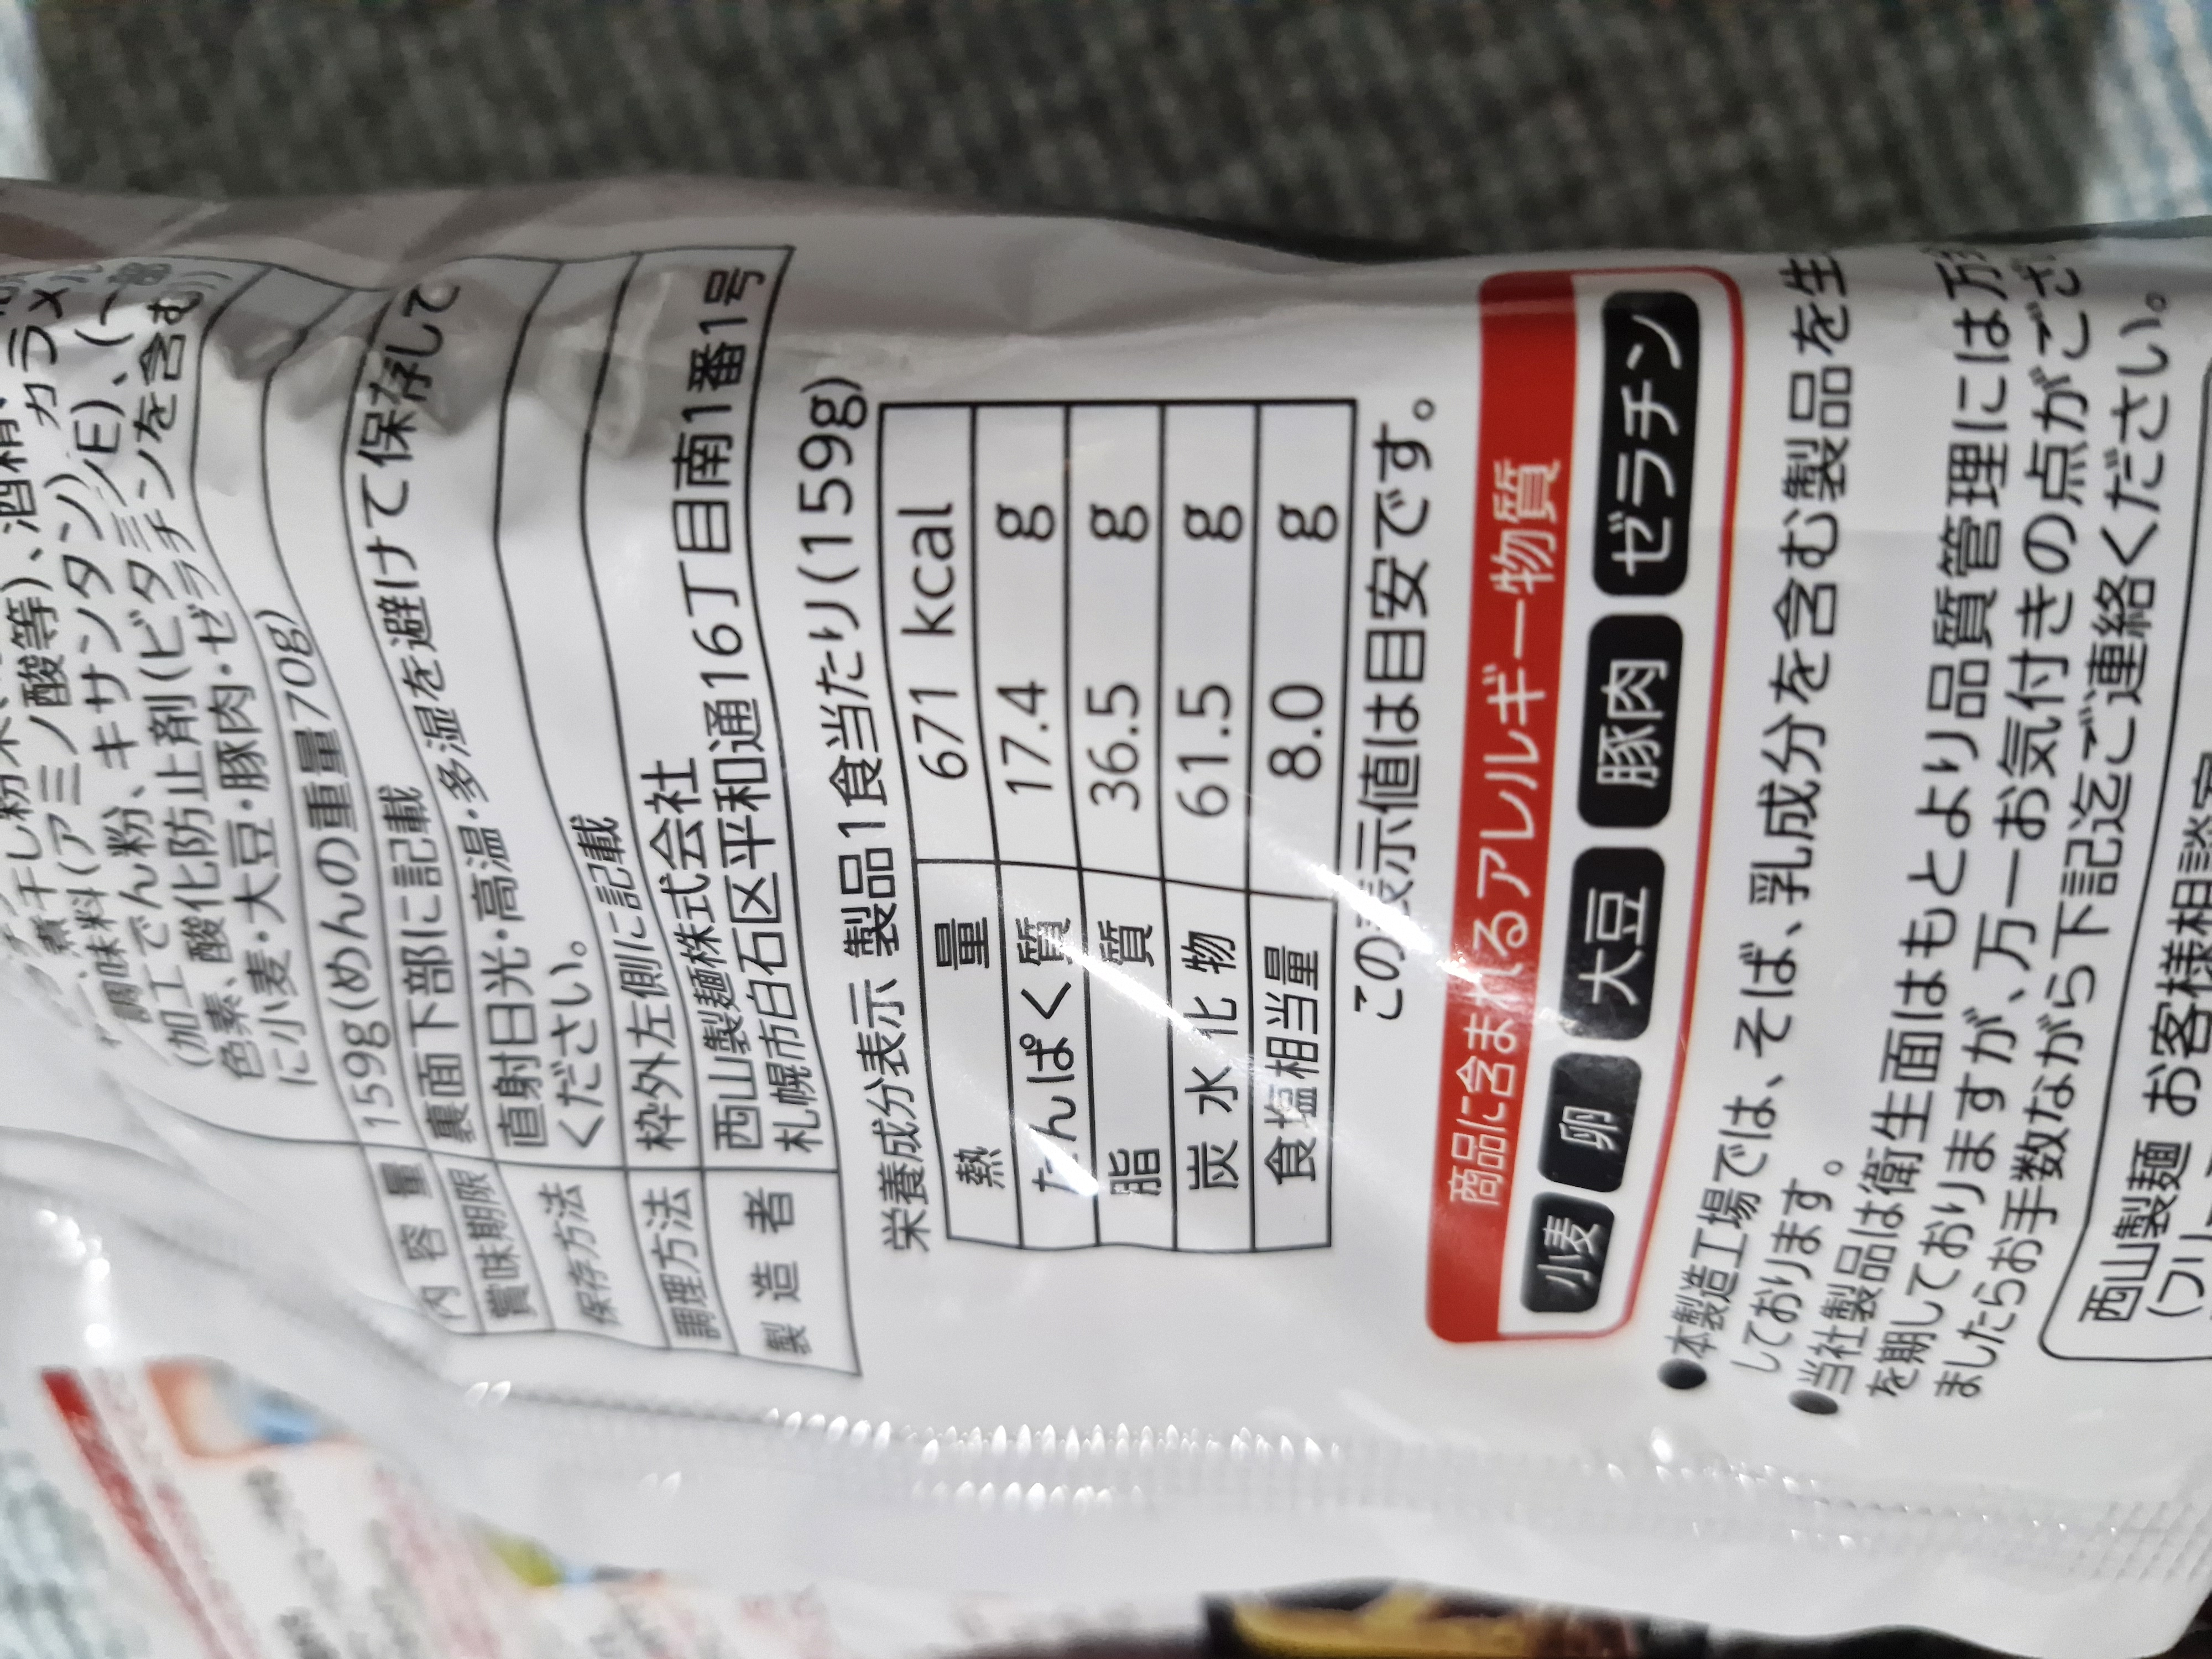 酸等)、酒精、
調味料(アミノ酸等)、カラメル
(加工でん粉、キサンタン)、(一部
色素、酸化防止剤(ビタミンE)、
に小麦・大豆・豚肉・ゼラチンを含む)
内容量 159g(めんの重量70g)
賞味期限 裏面下部に記載
保存方法 直射日光・高温・多湿を避けて保存して
ください。
調理方法 枠外左側に記載
製造者 西山製麺株式会社
札幌市白石区平和通16丁目南1番1号
栄養成分表示 製品1食当たり(159g)
熱量 671 kcal
たんぱく質 17.4 g
脂質 36.5 g
炭水化物 61.5 g
食塩相当量 8.0 g
この表示値は目安です。
商品に含まれるアレルギー物質
小麦 卵 大豆 豚肉 ゼラチン
●本製造工場では、そば、乳成分を含む製品を生
しております。
●当社製品は衛生面はもとより品質管理には万
を期しておりますが、万一お気付きの点がござ
ましたらお手数ながら下記迄ご連絡ください。
西山製麺 お客様相談室
(フリー